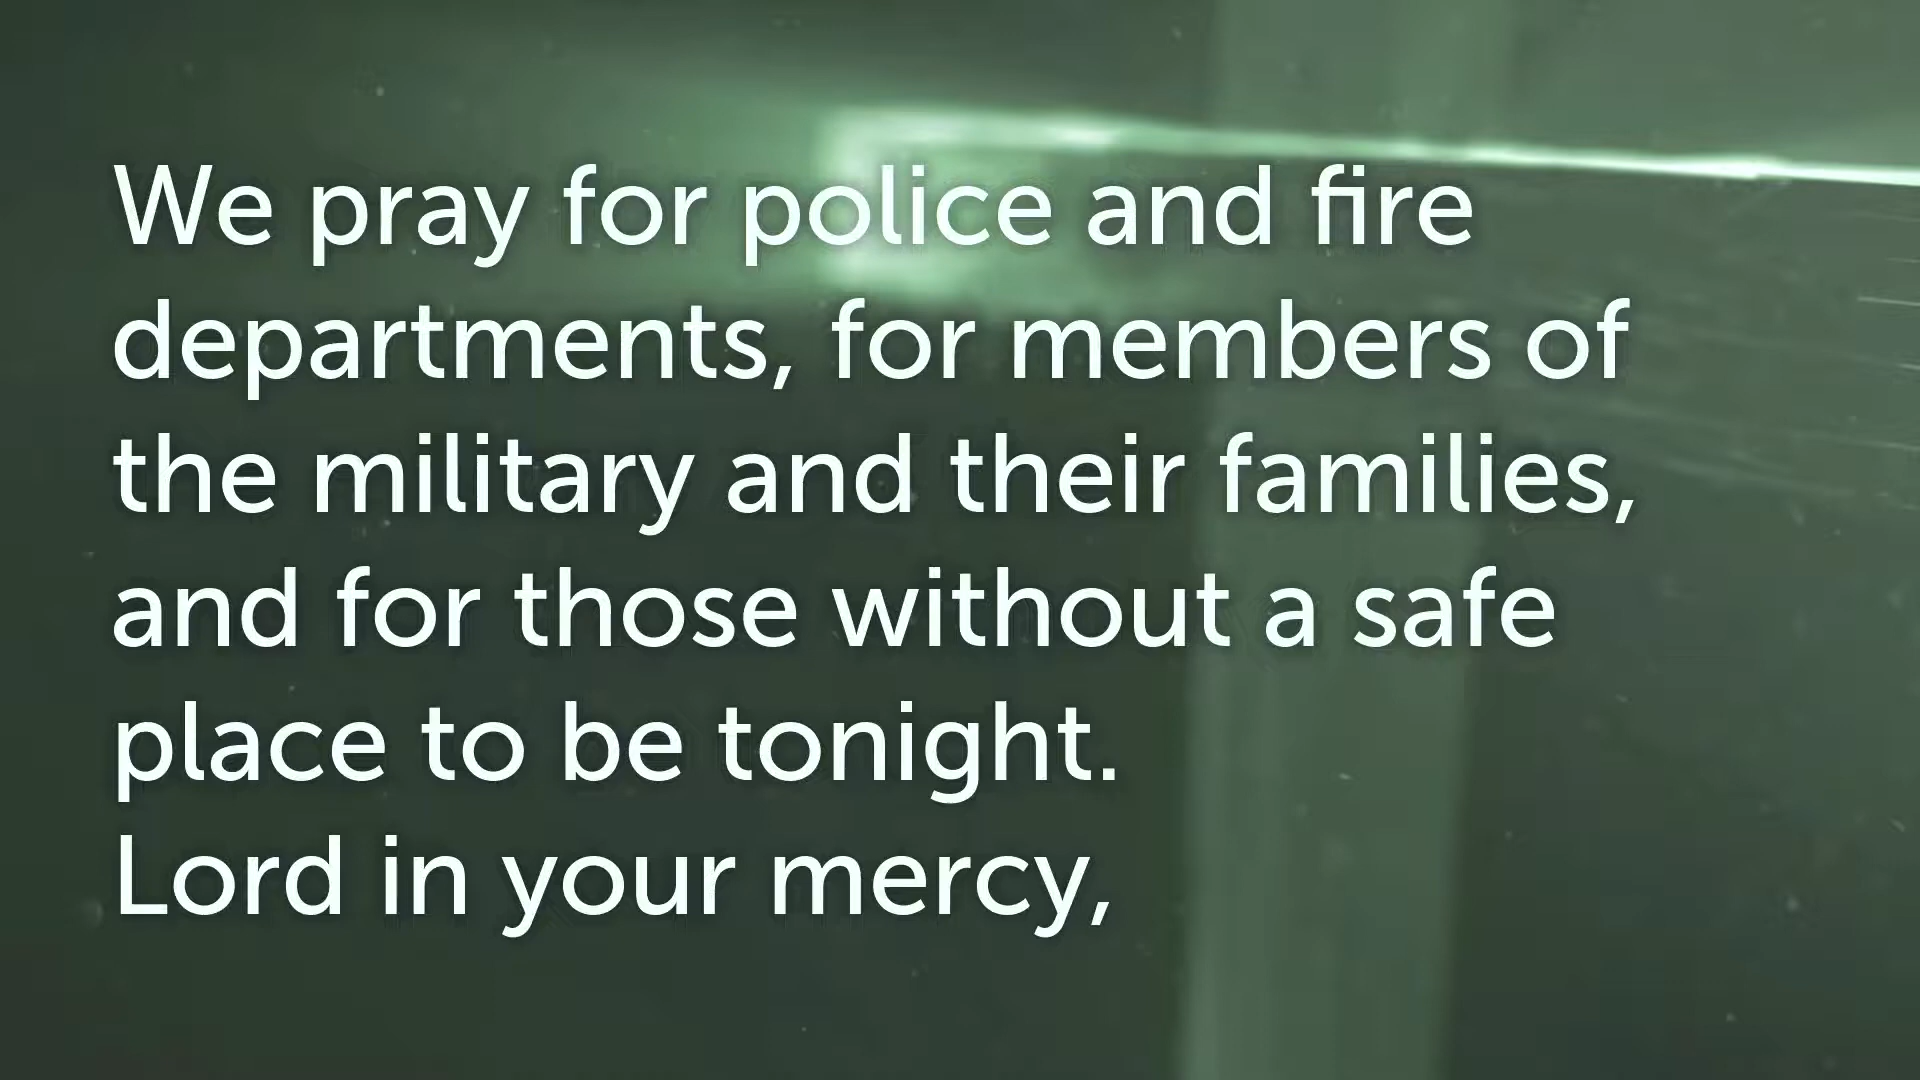 We pray for police and fire
departments, for members of
the military and their families,
and for those without a safe
place to be tonight.
Lord in your mercy,